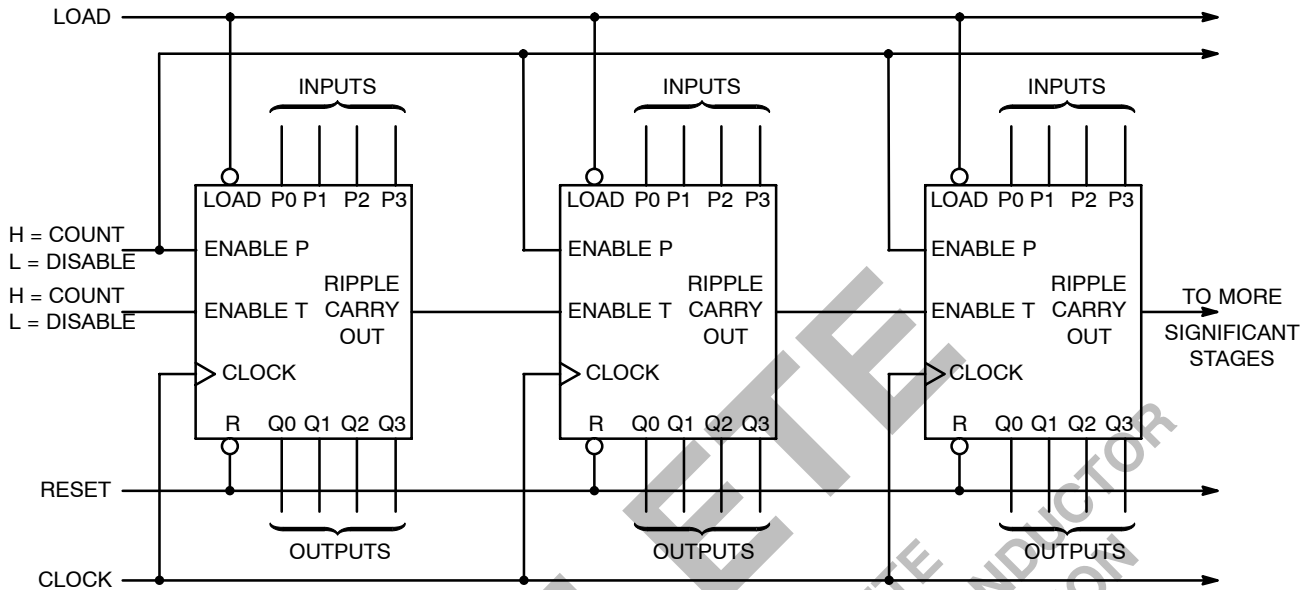 LOAD
INPUTS INPUTS INPUTS
LOAD P0 P1 P2 P3 LOAD P0 P1 P2 P3 LOAD P0 P1 P2 P3
H = COUNT
L = DISABLE
ENABLE P ENABLE P ENABLE P
H = COUNT
L = DISABLE
ENABLE T ENABLE T ENABLE T
RIPPLE
CARRY
OUT
RIPPLE
CARRY
OUT
RIPPLE
CARRY
OUT
TO MORE
SIGNIFICANT
STAGES
CLOCK CLOCK CLOCK
R Q0 Q1 Q2 Q3 R Q0 Q1 Q2 Q3 R Q0 Q1 Q2 Q3
RESET
OUTPUTS OUTPUTS OUTPUTS
CLOCK